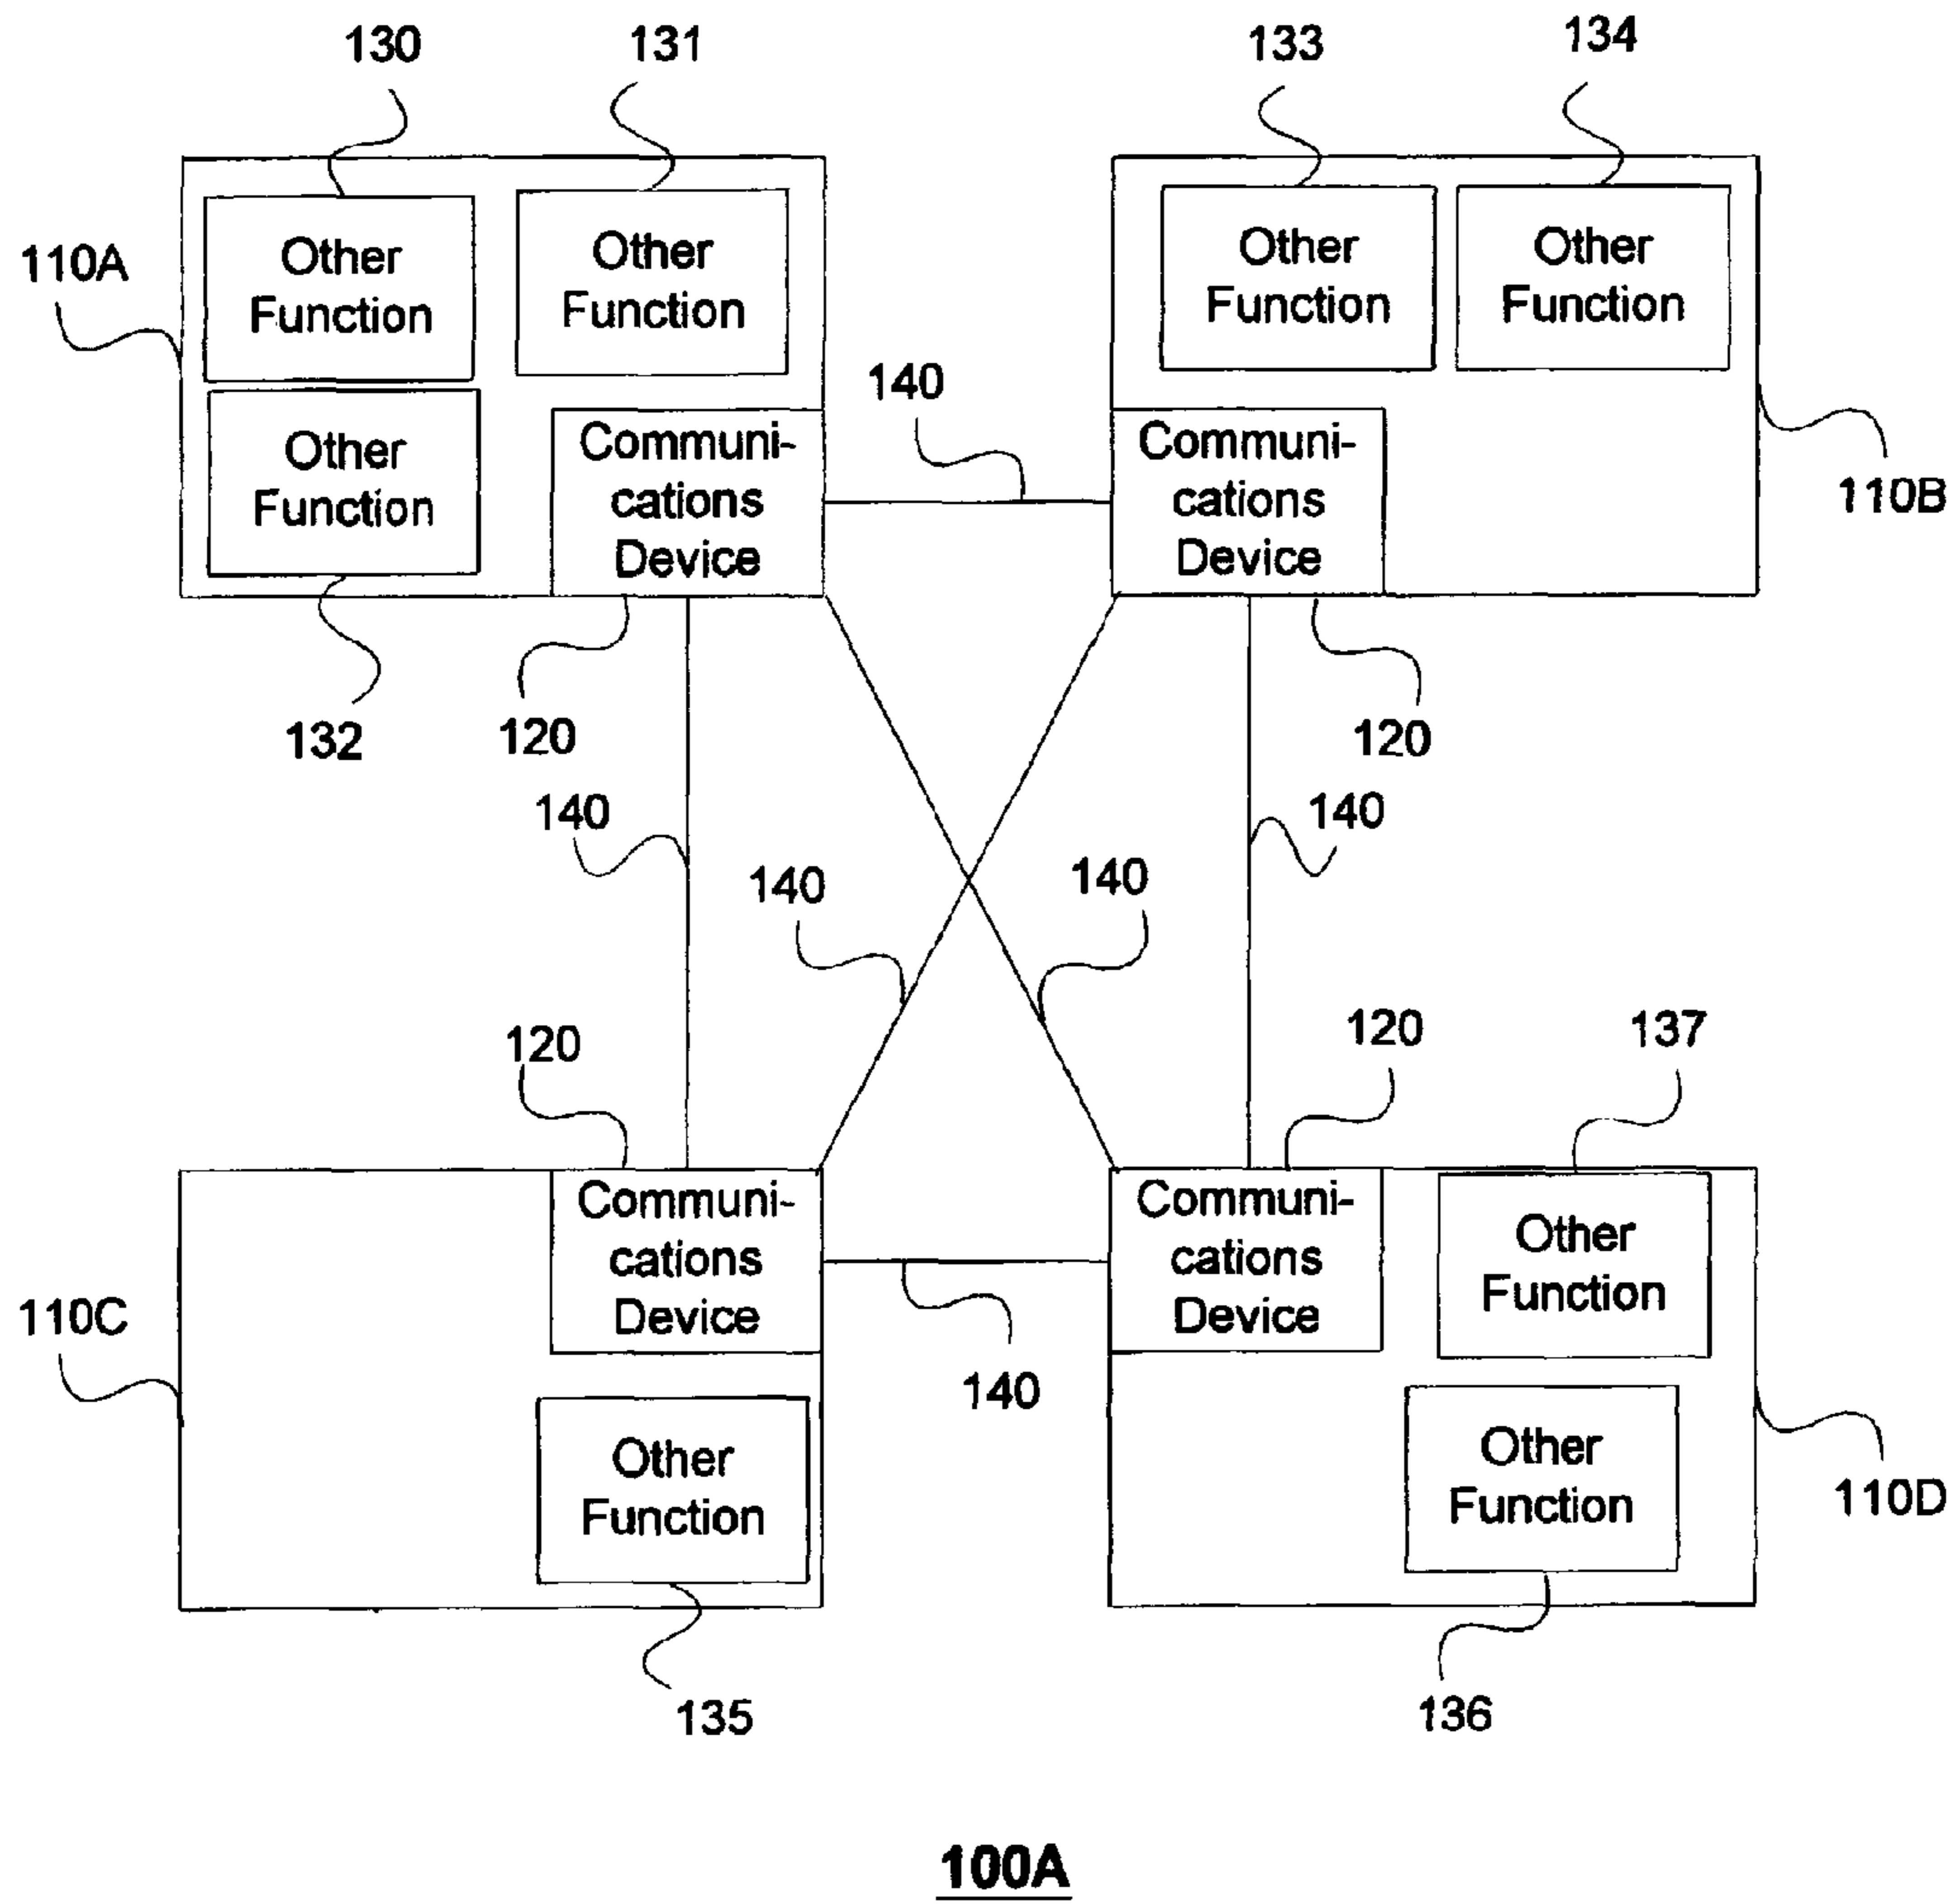 130
131
133
134
110A
Other
Function
Other
Function
Other
Function
Other
Function
140
Other
Function
Communi-
cations
Device
Communi-
cations
Device
110B
132
120
120
140
140
140
140
120
120
137
110C
Communi-
cations
Device
Communi-
cations
Device
Other
Function
140
Other
Function
Other
Function
110D
135
136
100A